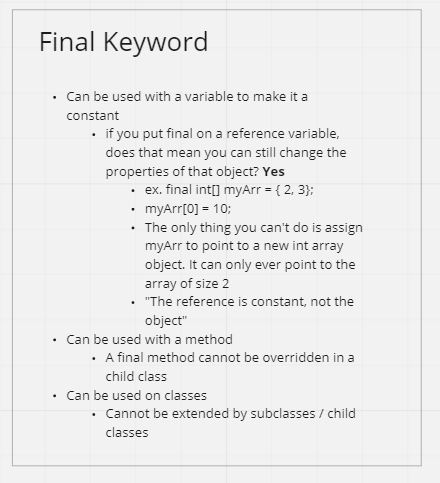 Final Keyword
• Can be used with a variable to make it a
constant
• if you put final on a reference variable,
does that mean you can still change the
properties of that object? Yes
• ex. final int[] myArr = { 2, 3};
• myArr[0] = 10;
• The only thing you can't do is assign
myArr to point to a new int array
object. It can only ever point to the
array of size 2
• "The reference is constant, not the
object"
• Can be used with a method
• A final method cannot be overridden in a
child class
• Can be used on classes
• Cannot be extended by subclasses / child
classes